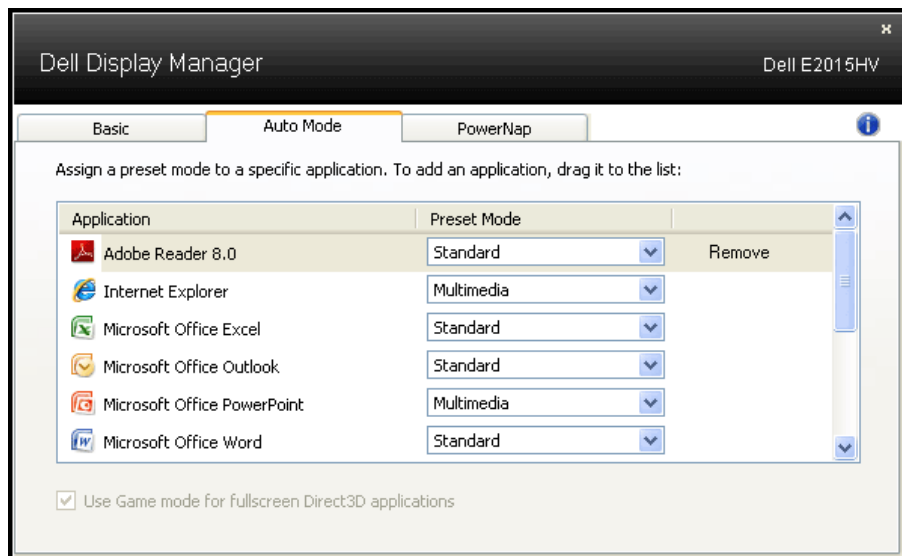 Dell Display Manager Dell E2015HV
Basic Auto Mode PowerNap
Assign a preset mode to a specific application. To add an application, drag it to the list:
Application Preset Mode
Adobe Reader 8.0 Standard Remove
Internet Explorer Multimedia
Microsoft Office Excel Standard
Microsoft Office Outlook Standard
Microsoft Office PowerPoint Multimedia
Microsoft Office Word Standard
Use Game mode for fullscreen Direct3D applications